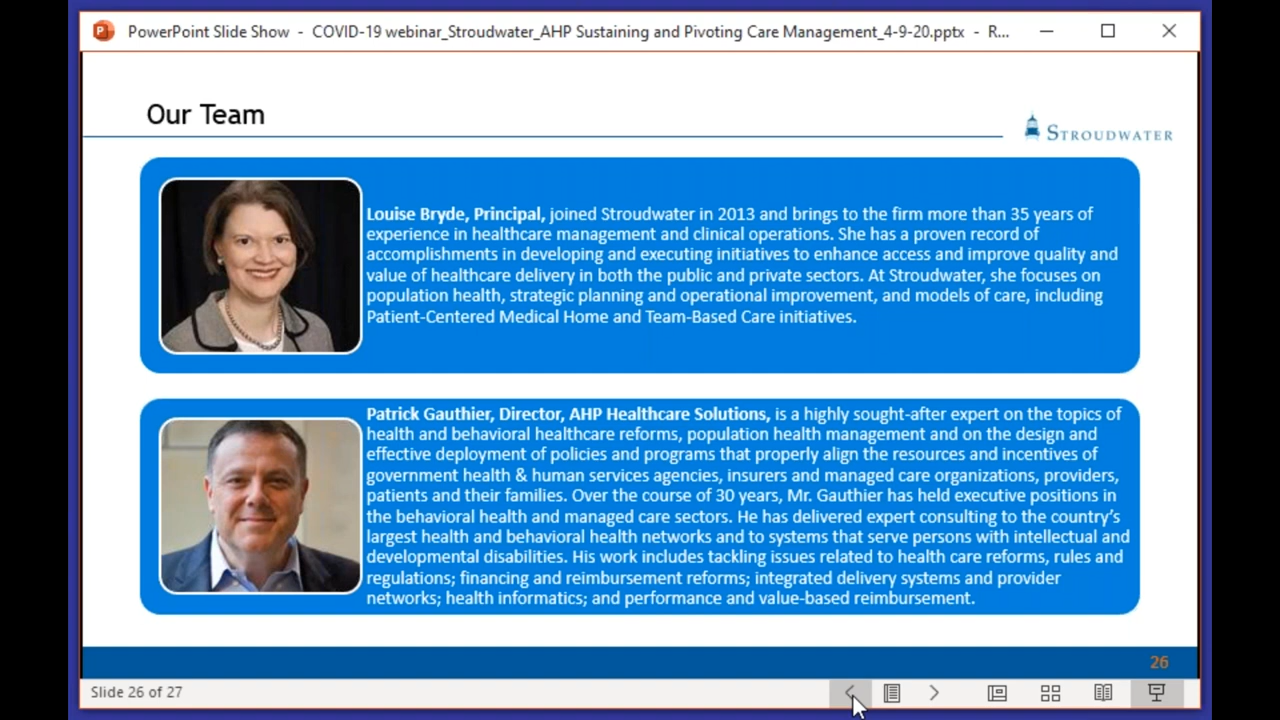 PowerPoint Slide Show - COVID-19 webinar_Stroudwater_AHP Sustaining and Pivoting Care Management_4-9-20.pptx - R...
Our Team
STROUDWATER
Louise Bryde, Principal, joined Stroudwater in 2013 and brings to the firm more than 35 years of
experience in healthcare management and clinical operations. She has a proven record of
accomplishments in developing and executing initiatives to enhance access and improve quality and
value of healthcare delivery in both the public and private sectors. At Stroudwater, she focuses on
population health, strategic planning and operational improvement, and models of care, including
Patient-Centered Medical Home and Team-Based Care initiatives.
Patrick Gauthier, Director, AHP Healthcare Solutions, is a highly sought-after expert on the topics of
health and behavioral healthcare reforms, population health management and on the design and
effective deployment of policies and programs that properly align the resources and incentives of
government health & human services agencies, insurers and managed care organizations, providers,
patients and their families. Over the course of 30 years, Mr. Gauthier has held executive positions in
the behavioral health and managed care sectors. He has delivered expert consulting to the country’s
largest health and behavioral health networks and to systems that serve persons with intellectual and
developmental disabilities. His work includes tackling issues related to health care reforms, rules and
regulations; financing and reimbursement reforms; integrated delivery systems and provider
networks; health informatics; and performance and value-based reimbursement.
26
Slide 26 of 27